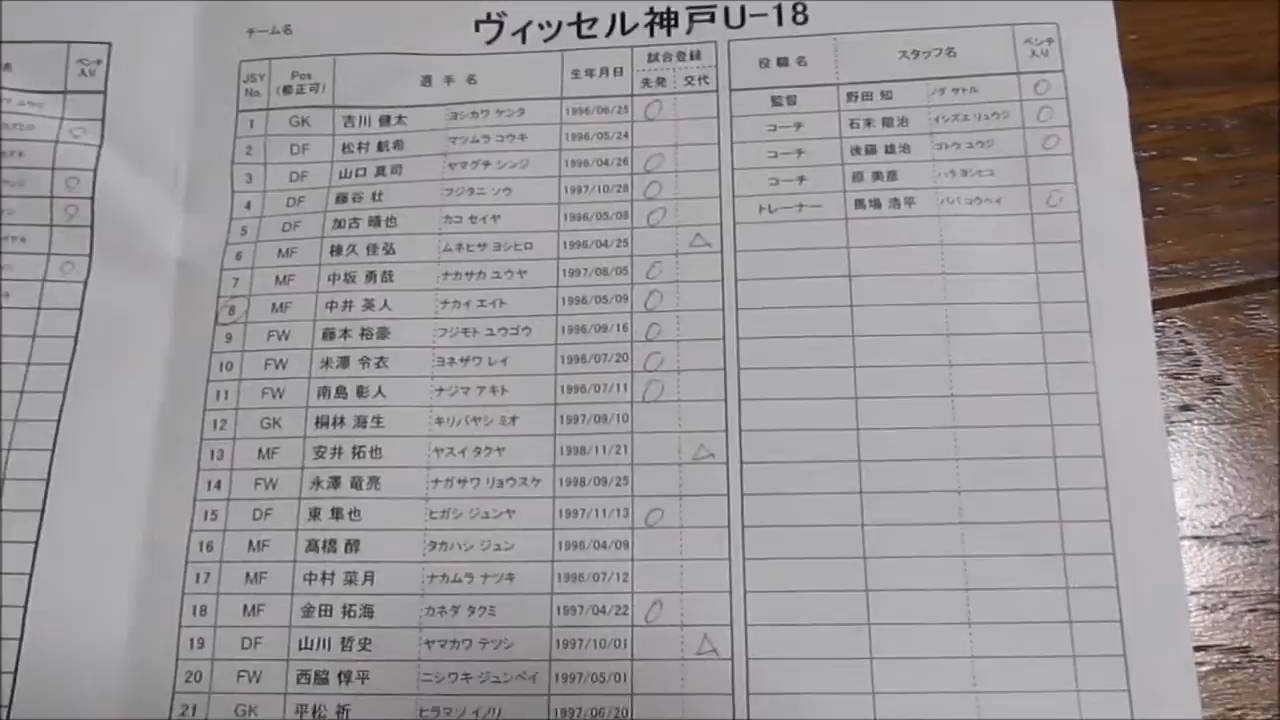 チーム名 ヴィッセル神戸U-18
JSY No. Pos (修正可) 選手名 生年月日 試合登録 先発 交代
1 GK 吉川 健太 ヨシカワ ケンタ 1996/06/25 ○
2 DF 松村 航希 マツムラ コウキ 1996/05/24
3 DF 山口 真司 ヤマグチ シンジ 1996/04/26 ○
4 DF 藤谷 壮 フジタニ ソウ 1997/10/28 ○
5 DF 加古 晴也 カコ セイヤ 1996/05/08 ○
6 MF 棟久 佳弘 ムネヒサ ヨシヒロ 1996/04/25 △
7 MF 中坂 勇哉 ナカサカ ユウヤ 1997/08/05 ○
8 MF 中井 英人 ナカイ エイト 1996/05/09 ○
9 FW 藤本 裕豪 フジモト ユウゴウ 1996/09/16 ○
10 FW 米澤 令衣 ヨネザワ レイ 1996/07/20 ○
11 FW 南島 彰人 ナジマ アキト 1996/07/11 ○
12 GK 桐林 海生 キリバヤシ ミオ 1997/09/10
13 MF 安井 拓也 ヤスイ タクヤ 1998/11/21 △
14 FW 永澤 竜亮 ナガサワ リョウスケ 1998/09/25
15 DF 東 隼也 ヒガシ ジュンヤ 1997/11/13 ○
16 MF 髙橋 醇 タカハシ ジュン 1996/04/09
17 MF 中村 菜月 ナカムラ ナツキ 1996/07/12
18 MF 金田 拓海 カネダ タクミ 1997/04/22 ○
19 DF 山川 哲史 ヤマカワ テツシ 1997/10/01 △
20 FW 西脇 惇平 ニシワキ ジュンペイ 1997/05/01
21 GK 平松 祈 ヒラマツ イノリ 1997/06/20
役職名 スタッフ名 ベンチ入り
監督 野田 知 ノダ サトル ○
コーチ 石末 龍治 イシズエ リュウジ ○
コーチ 後藤 雄治 ゴトウ ユウジ ○
コーチ 原 美彦 ハラ ヨシヒコ
トレーナー 馬場 浩平 ババ コウヘイ ○
ベンチ入り